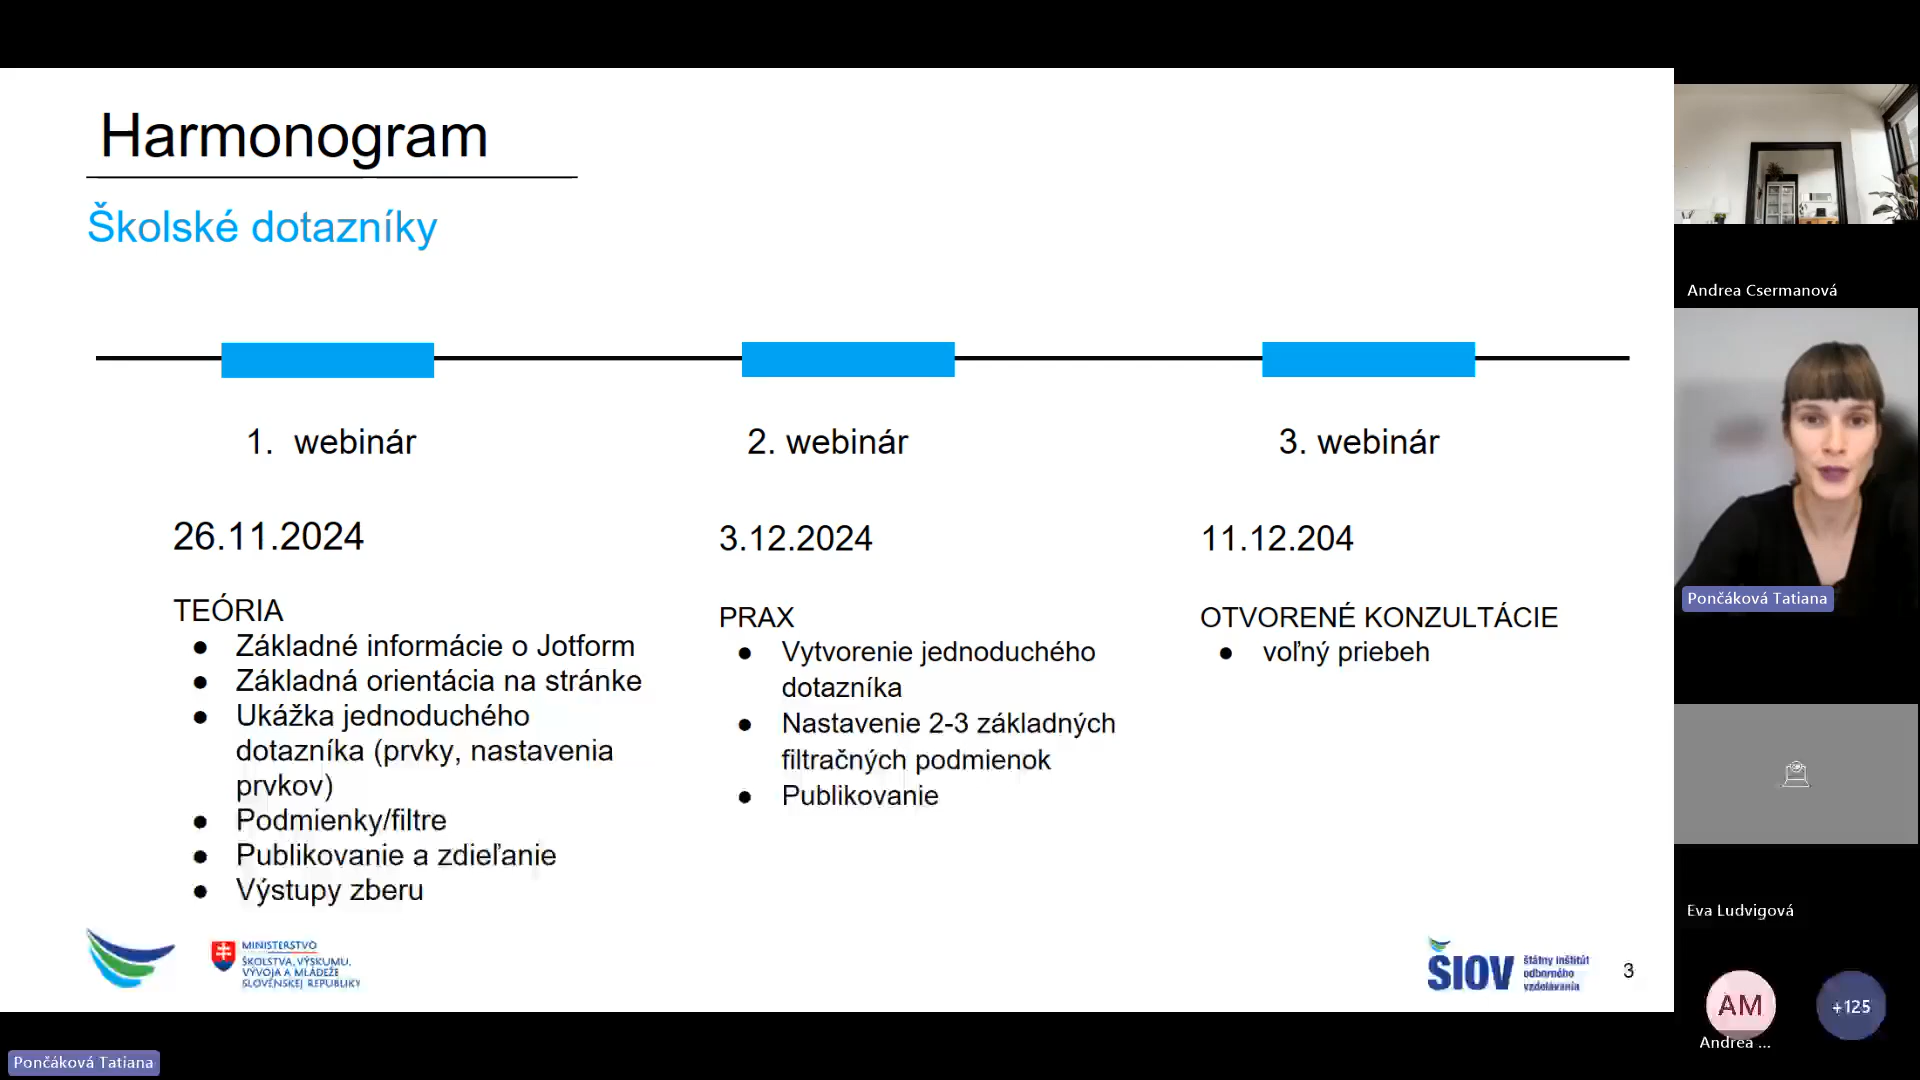 Harmonogram
Školské dotazníky
1. webinár
2. webinár
3. webinár
26.11.2024
TEÓRIA
● Základné informácie o Jotform
● Základná orientácia na stránke
● Ukážka jednoduchého
dotazníka (prvky, nastavenia
prvkov)
● Podmienky/filtre
● Publikovanie a zdieľanie
● Výstupy zberu
3.12.2024
PRAX
● Vytvorenie jednoduchého
dotazníka
● Nastavenie 2-3 základných
filtračných podmienok
● Publikovanie
11.12.204
OTVORENÉ KONZULTÁCIE
● voľný priebeh
MINISTERSTVO
ŠKOLSTVA, VÝSKUMU,
VÝVOJA A MLÁDEŽE
SLOVENSKEJ REPUBLIKY
ŠIOV
štátny inštitút
odborného
vzdelávania
3
Andrea Csermanová
Pončáková Tatiana
Eva Ludvigová
AM
+125
Andrea ...
Pončáková Tatiana